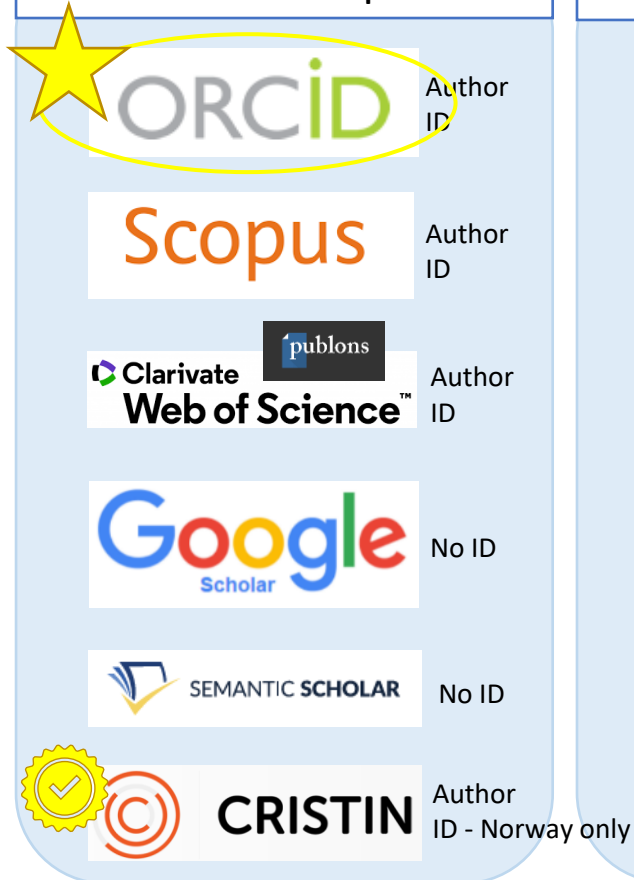 ORCID
Author
ID
Scopus
Author
ID
publons
Clarivate
Web of Science™
Author
ID
Google
Scholar
No ID
SEMANTIC SCHOLAR
No ID
CRISTIN
Author
ID - Norway only